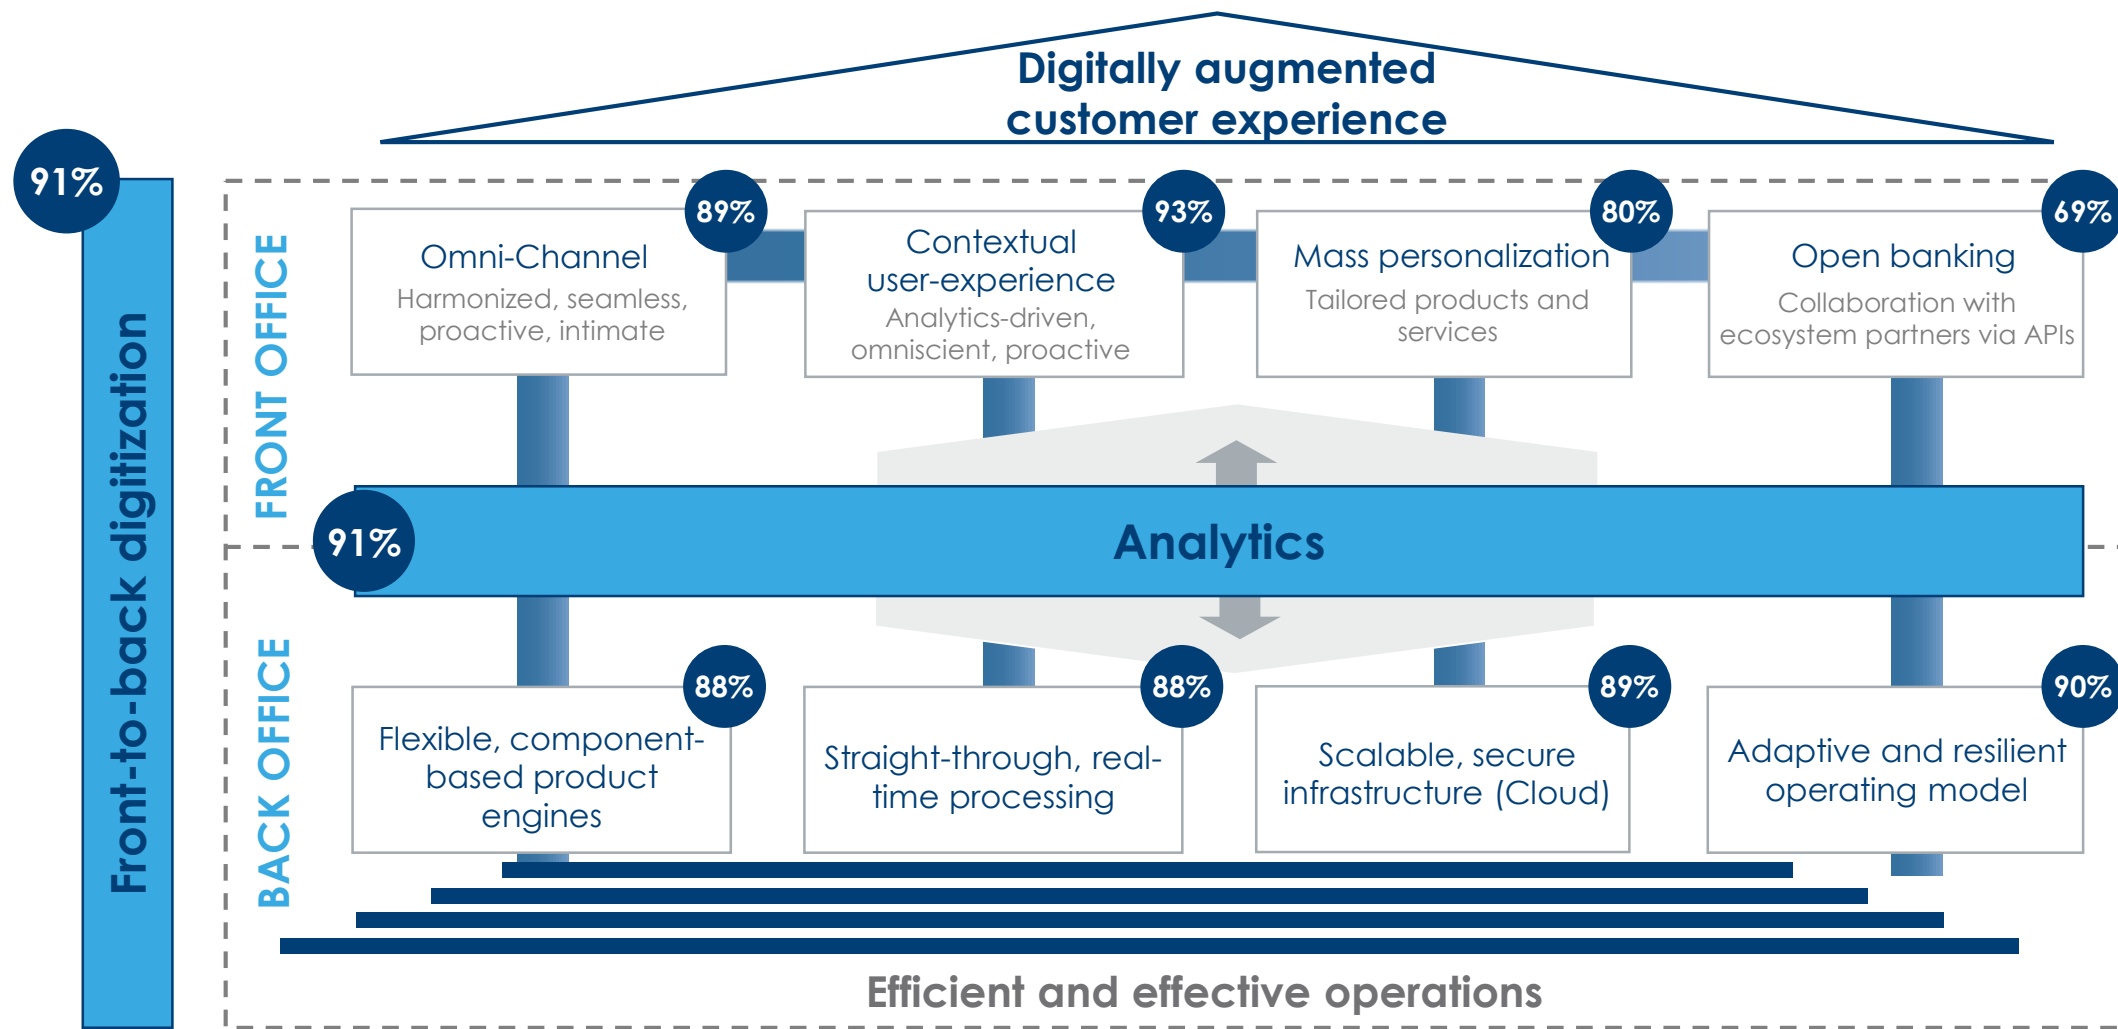 Digitally augmented
customer experience
91%
Front-to-back digitization
FRONT OFFICE
89%
Omni-Channel
Harmonized, seamless,
proactive, intimate
93%
Contextual
user-experience
Analytics-driven,
omniscient, proactive
80%
Mass personalization
Tailored products and
services
69%
Open banking
Collaboration with
ecosystem partners via APIs
91%
Analytics
BACK OFFICE
88%
Flexible, component-
based product
engines
88%
Straight-through, real-
time processing
89%
Scalable, secure
infrastructure (Cloud)
90%
Adaptive and resilient
operating model
Efficient and effective operations